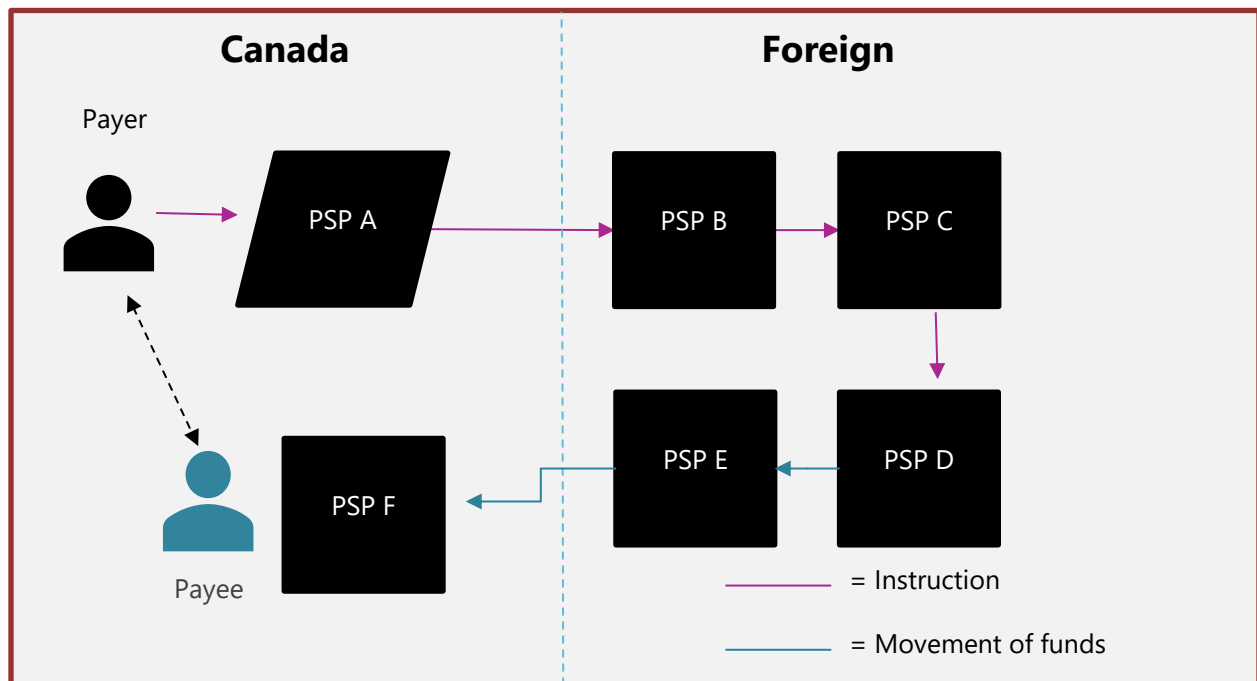 Canada
Foreign
Payer
PSP A
PSP B
PSP C
PSP E
PSP D
PSP F
Payee
= Instruction
= Movement of funds